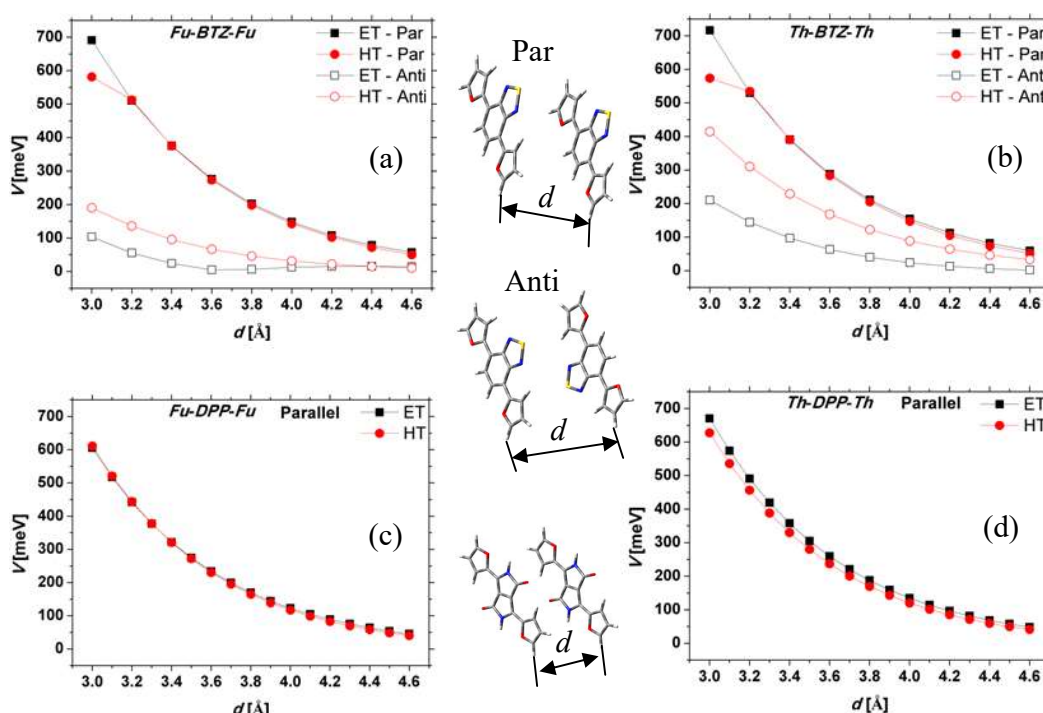 Fu-BTZ-Fu
ET - Par
HT - Par
ET - Anti
HT - Anti
(a)
V [meV]
700
600
500
400
300
200
100
0
3.0 3.2 3.4 3.6 3.8 4.0 4.2 4.4 4.6
d [Å]
Par
d
Anti
d
d
Th-BTZ-Th
ET - Par
HT - Par
ET - Anti
HT - Anti
(b)
V [meV]
700
600
500
400
300
200
100
0
3.0 3.2 3.4 3.6 3.8 4.0 4.2 4.4 4.6
d [Å]
Fu-DPP-Fu Parallel
ET
HT
(c)
V [meV]
700
600
500
400
300
200
100
0
3.0 3.2 3.4 3.6 3.8 4.0 4.2 4.4 4.6
d [Å]
Th-DPP-Th Parallel
ET
HT
(d)
V [meV]
700
600
500
400
300
200
100
0
3.0 3.2 3.4 3.6 3.8 4.0 4.2 4.4 4.6
d [Å]